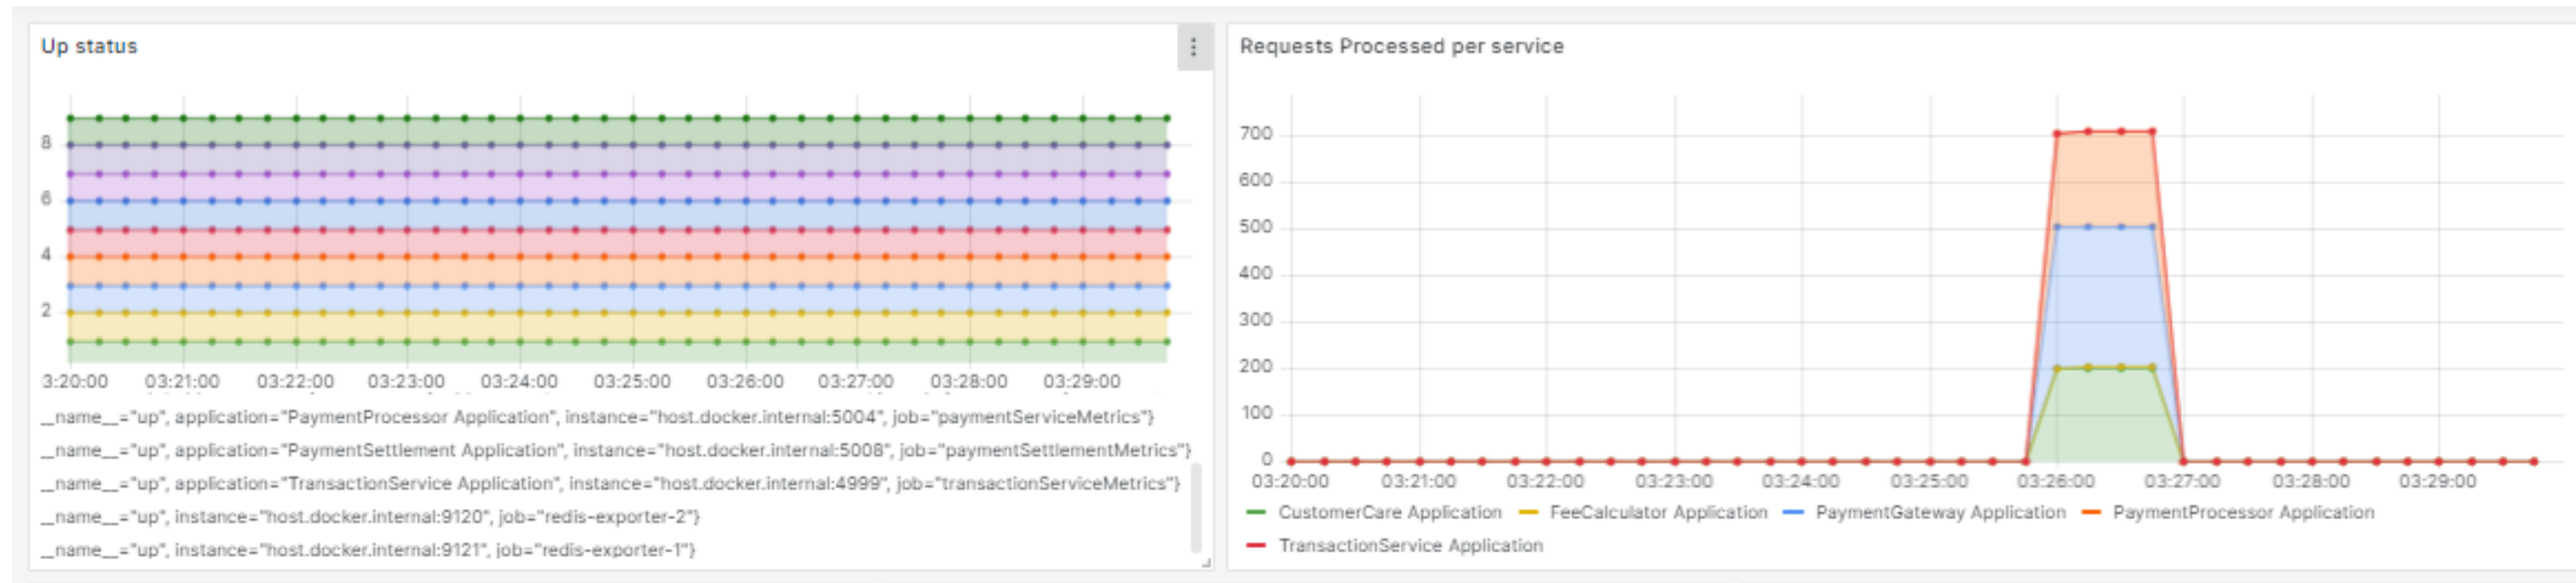 Up status
8
6
4
2
3:20:00 03:21:00 03:22:00 03:23:00 03:24:00 03:25:00 03:26:00 03:27:00 03:28:00 03:29:00
__name__="up", application="PaymentProcessor Application", instance="host.docker.internal:5004", job="paymentServiceMetrics"}
__name__="up", application="PaymentSettlement Application", instance="host.docker.internal:5008", job="paymentSettlementMetrics"}
__name__="up", application="TransactionService Application", instance="host.docker.internal:4999", job="transactionServiceMetrics"}
__name__="up", instance="host.docker.internal:9120", job="redis-exporter-2"}
__name__="up", instance="host.docker.internal:9121", job="redis-exporter-1"}
Requests Processed per service
700
600
500
400
300
200
100
0
03:20:00 03:21:00 03:22:00 03:23:00 03:24:00 03:25:00 03:26:00 03:27:00 03:28:00 03:29:00
CustomerCare Application FeeCalculator Application PaymentGateway Application PaymentProcessor Application
TransactionService Application